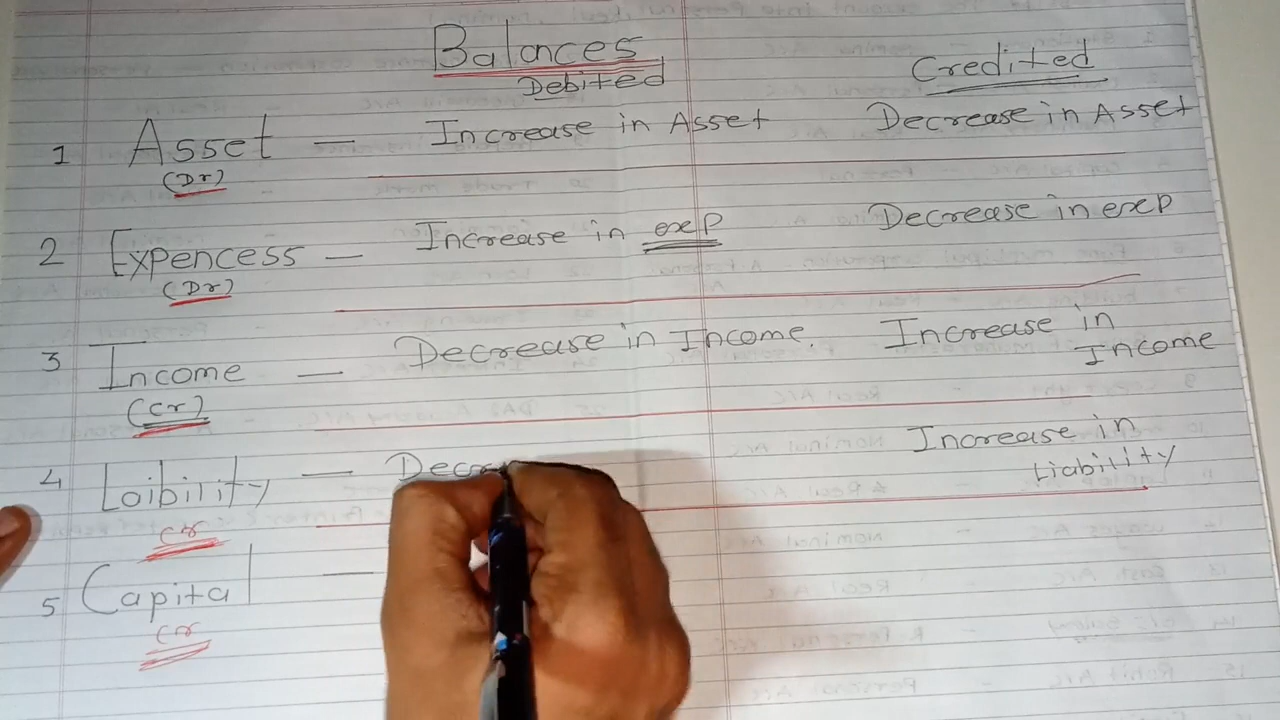 Balances
Debited Credited
1 Asset — Increase in Asset Decrease in Asset
(Dr)
2 Expencess — Increase in exp Decrease in exp
(Dr)
3 Income — Decrease in Income. Increase in
Income
(Cr)
4 Loibility — Decre Increase in
Liability
cr
5 Capital —
cr